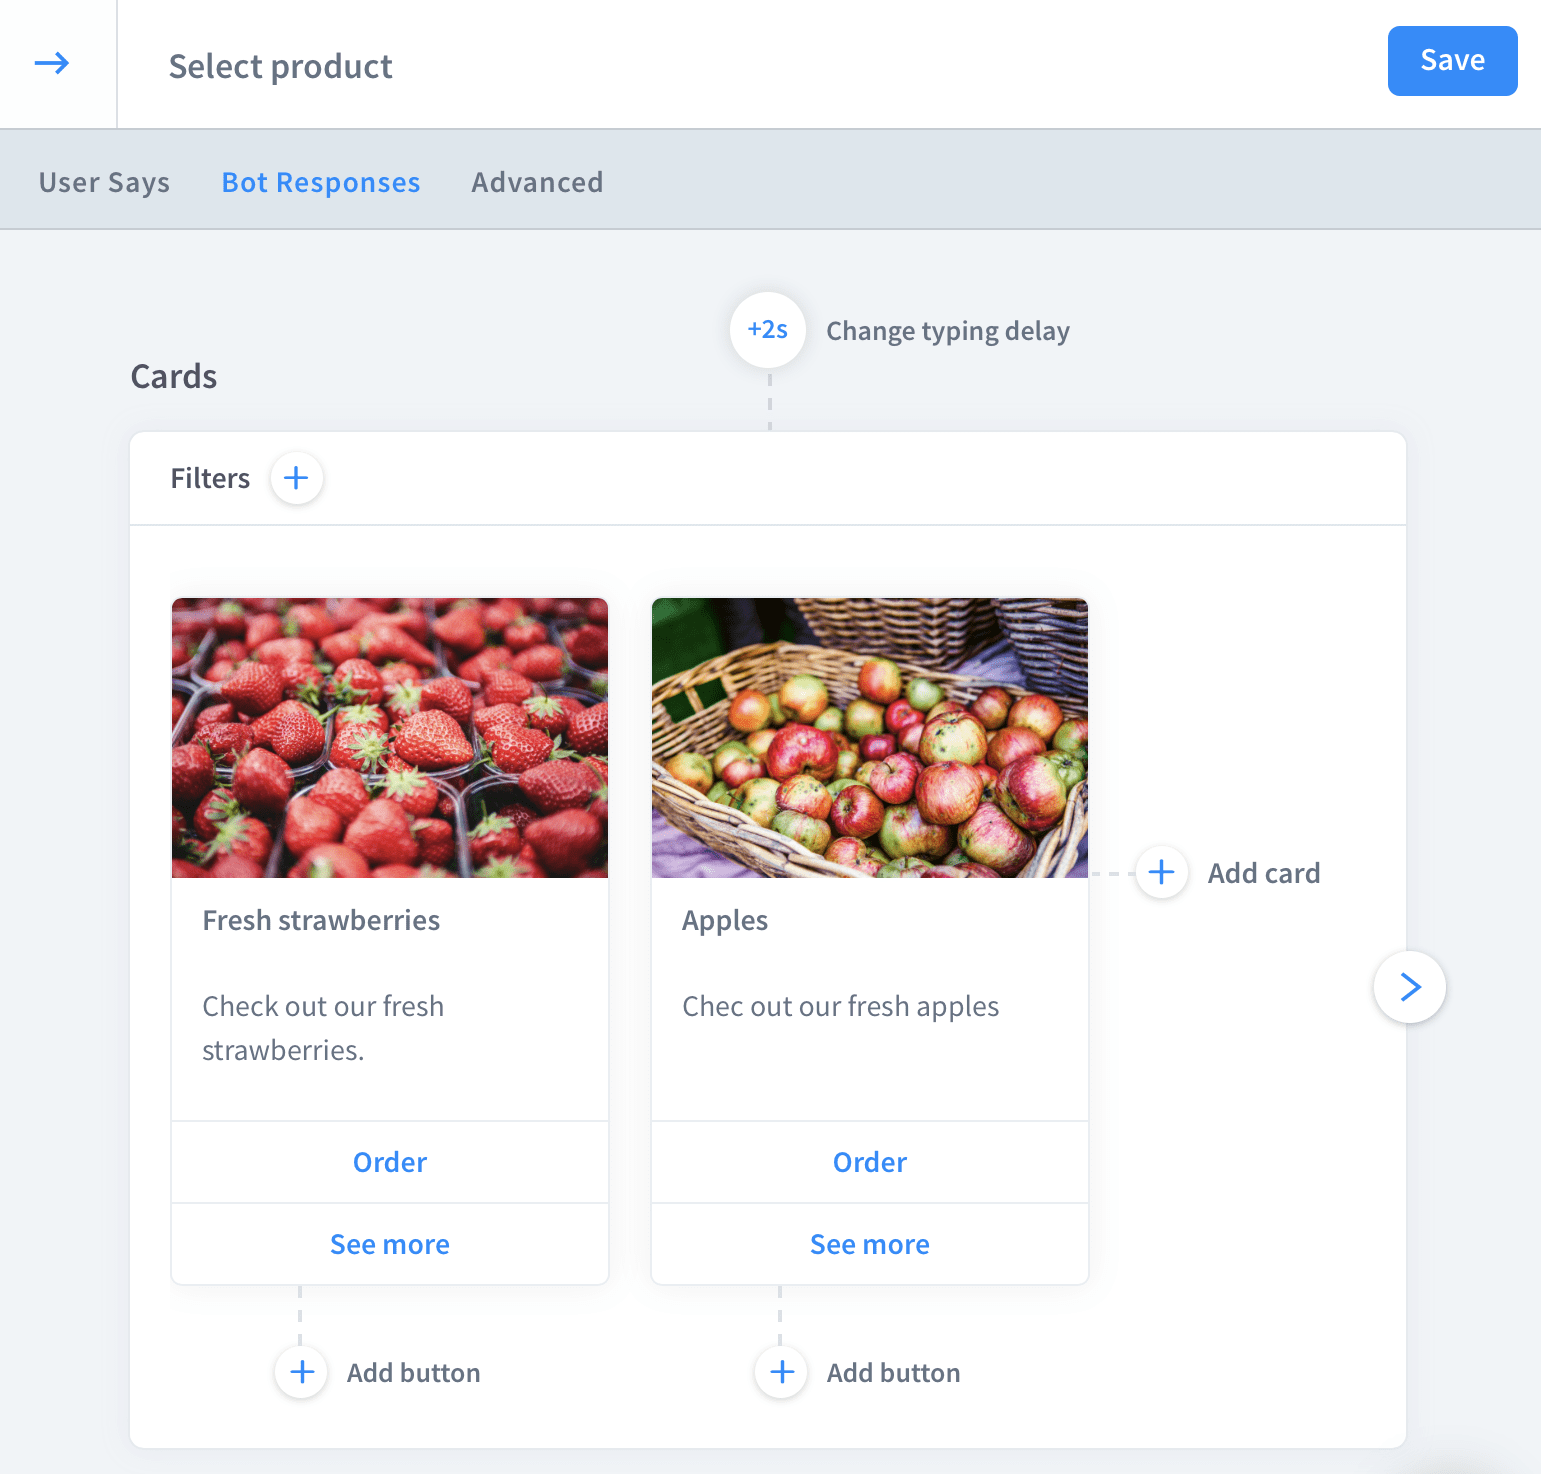 Select product
Save
User Says
Bot Responses
Advanced
+2s
Change typing delay
Cards
Filters
Fresh strawberries
Check out our fresh
strawberries.
Order
See more
Add button
Apples
Chec out our fresh apples
Order
See more
Add button
Add card